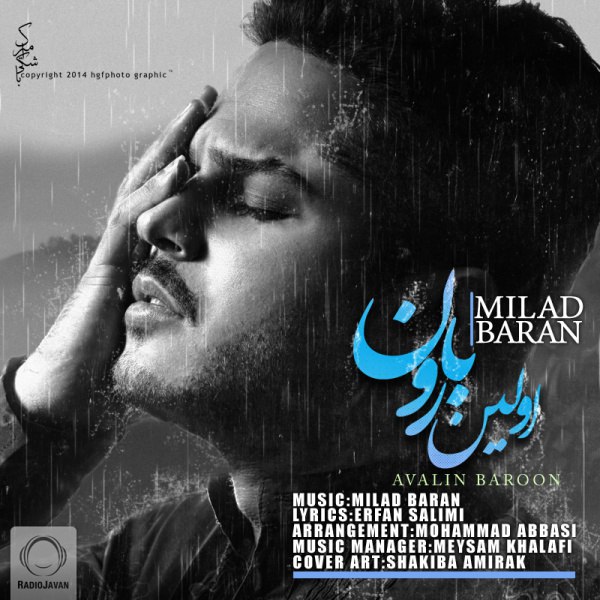 copyright 2014 hgfphoto graphic™
MILAD
BARAN
اولین
بارون
AVALIN BAROON
MUSIC:MILAD BARAN
LYRICS:ERFAN SALIMI
ARRANGEMENT:MOHAMMAD ABBASI
MUSIC MANAGER:MEYSAM KHALAFI
COVER ART:SHAKIBA AMIRAK
RADIOJAVAN